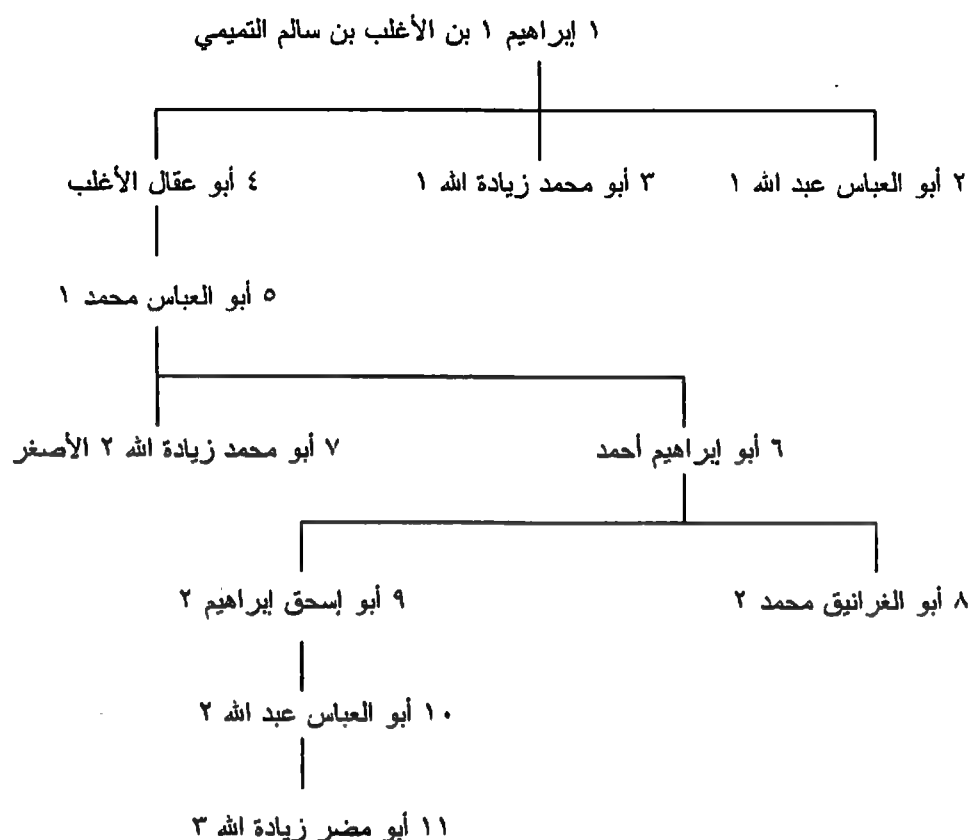 ١ إبراهيم ١ بن الأغلب بن سالم التميمي
٢ أبو العباس عبد الله ١
٣ أبو محمد زيادة الله ١
٤ أبو عقال الأغلب
٥ أبو العباس محمد ١
٦ أبو إبراهيم أحمد
٧ أبو محمد زيادة الله ٢ الأصغر
٨ أبو الغرانيق محمد ٢
٩ أبو إسحق إبراهيم ٢
١٠ أبو العباس عبد الله ٢
١١ أبو مضر زيادة الله ٣